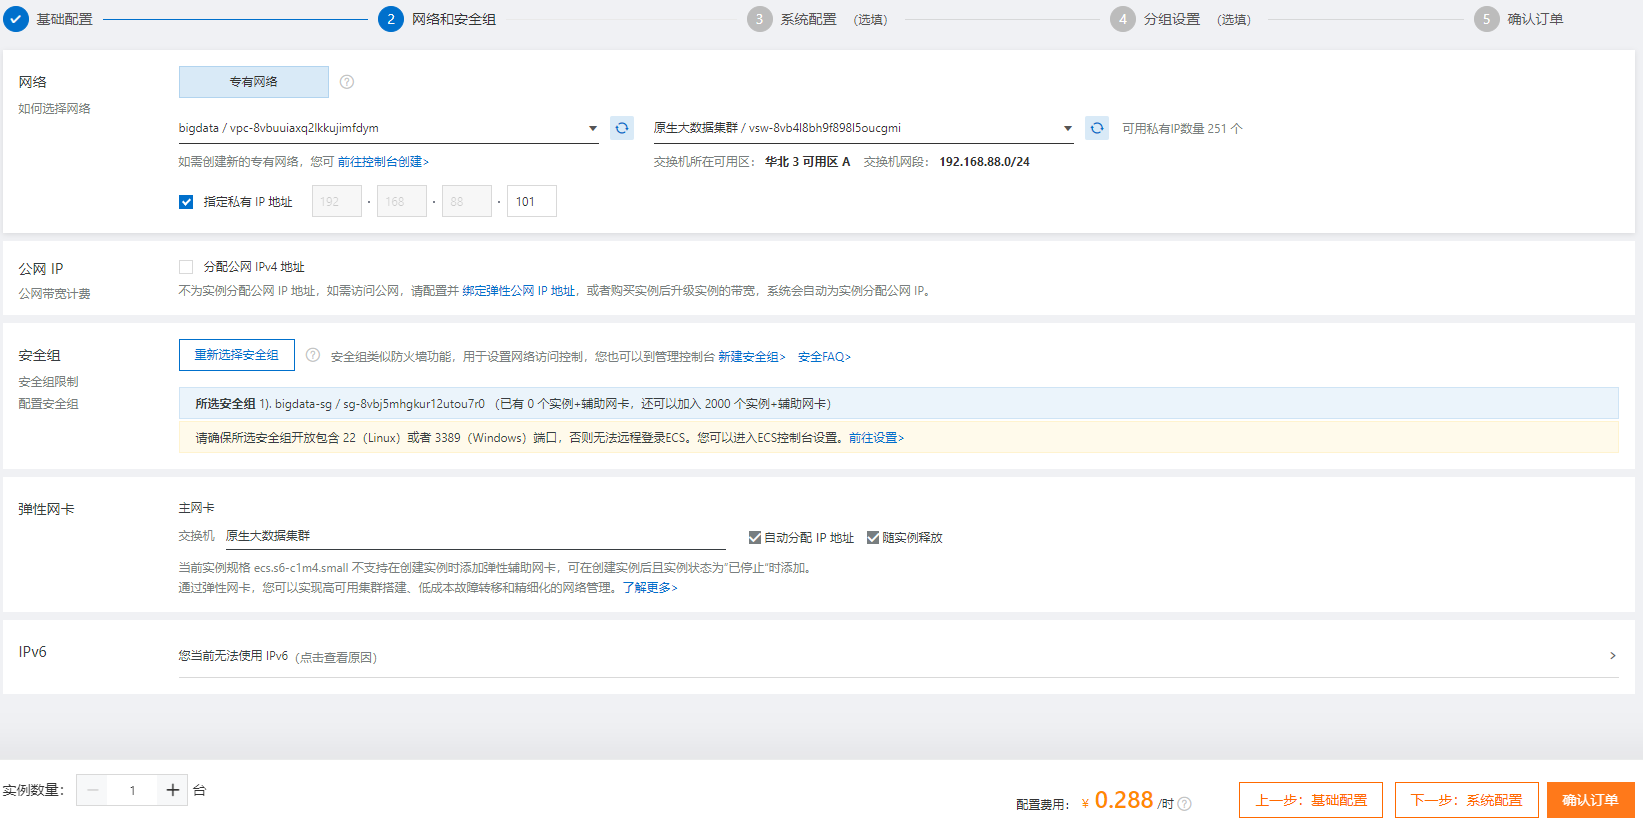 基础配置
2 网络和安全组
3 系统配置 (选填)
4 分组设置 (选填)
5 确认订单
网络
如何选择网络
专有网络
bigdata / vpc-8vbuuiaxq2lkkujimfdym
原生大数据集群 / vsw-8vb4l8bh9f898l5oucgmi
可用私有IP数量 251 个
如需创建新的专有网络，您可 前往控制台创建>
交换机所在可用区： 华北 3 可用区 A 交换机网段： 192.168.88.0/24
指定私有 IP 地址 192 · 168 · 88 · 101
公网 IP
公网带宽计费
分配公网 IPv4 地址
不为实例分配公网 IP 地址，如需访问公网，请配置并 绑定弹性公网 IP 地址，或者购买实例后升级实例的带宽，系统会自动为实例分配公网 IP。
安全组
安全组限制
配置安全组
重新选择安全组
安全组类似防火墙功能，用于设置网络访问控制，您也可以到管理控制台 新建安全组> 安全FAQ>
所选安全组 1). bigdata-sg / sg-8vbj5mhgkur12utou7r0 （已有 0 个实例+辅助网卡，还可以加入 2000 个实例+辅助网卡）
请确保所选安全组开放包含 22（Linux）或者 3389（Windows）端口，否则无法远程登录ECS。您可以进入ECS控制台设置。前往设置>
弹性网卡
主网卡
交换机 原生大数据集群
自动分配 IP 地址
随实例释放
当前实例规格 ecs.s6-c1m4.small 不支持在创建实例时添加弹性辅助网卡，可在创建实例后且实例状态为“已停止”时添加。
通过弹性网卡，您可以实现高可用集群搭建、低成本故障转移和精细化的网络管理。了解更多>
IPv6
您当前无法使用 IPv6 (点击查看原因) >
实例数量： − 1 + 台
配置费用： ¥ 0.288 /时
上一步：基础配置
下一步：系统配置
确认订单